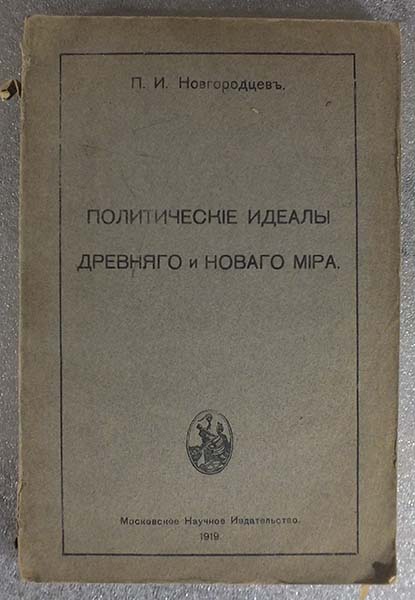 П. И. Новгородцевъ.
ПОЛИТИЧЕСКІЕ ИДЕАЛЫ
ДРЕВНЯГО и НОВАГО МІРА.
Московское Научное Издательство.
1919.